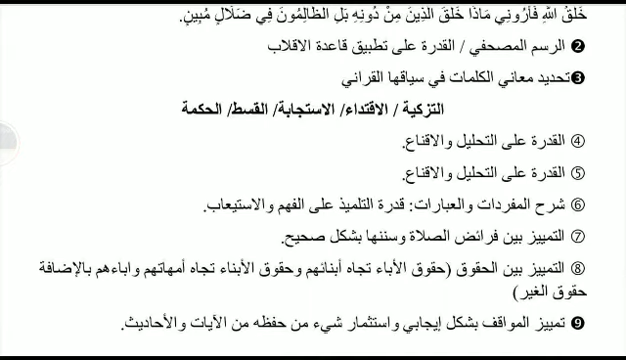 خَلْقُ اللَّهِ فَأَرُونِي مَاذَا خَلَقَ الَّذِينَ مِنْ دُونِهِ بَلِ الظَّالِمُونَ فِي ضَلَالٍ مُبِينٍ.
❷ الرسم المصحفي / القدرة على تطبيق قاعدة الاقلاب
❸تحديد معاني الكلمات في سياقها القراني
التزكية / الاقتداء/ الاستجابة/ القسط/ الحكمة
④ القدرة على التحليل والاقناع.
⑤ القدرة على التحليل والاقناع.
⑥ شرح المفردات والعبارات: قدرة التلميذ على الفهم والاستيعاب.
⑦ التمييز بين فرائض الصلاة وسننها بشكل صحيح.
⑧ التمييز بين الحقوق (حقوق الأباء تجاه أبنائهم وحقوق الأبناء تجاه أمهاتهم واباءهم بالإضافة
حقوق الغير)
❾ تمييز المواقف بشكل إيجابي واستثمار شيء من حفظه من الآيات والأحاديث.